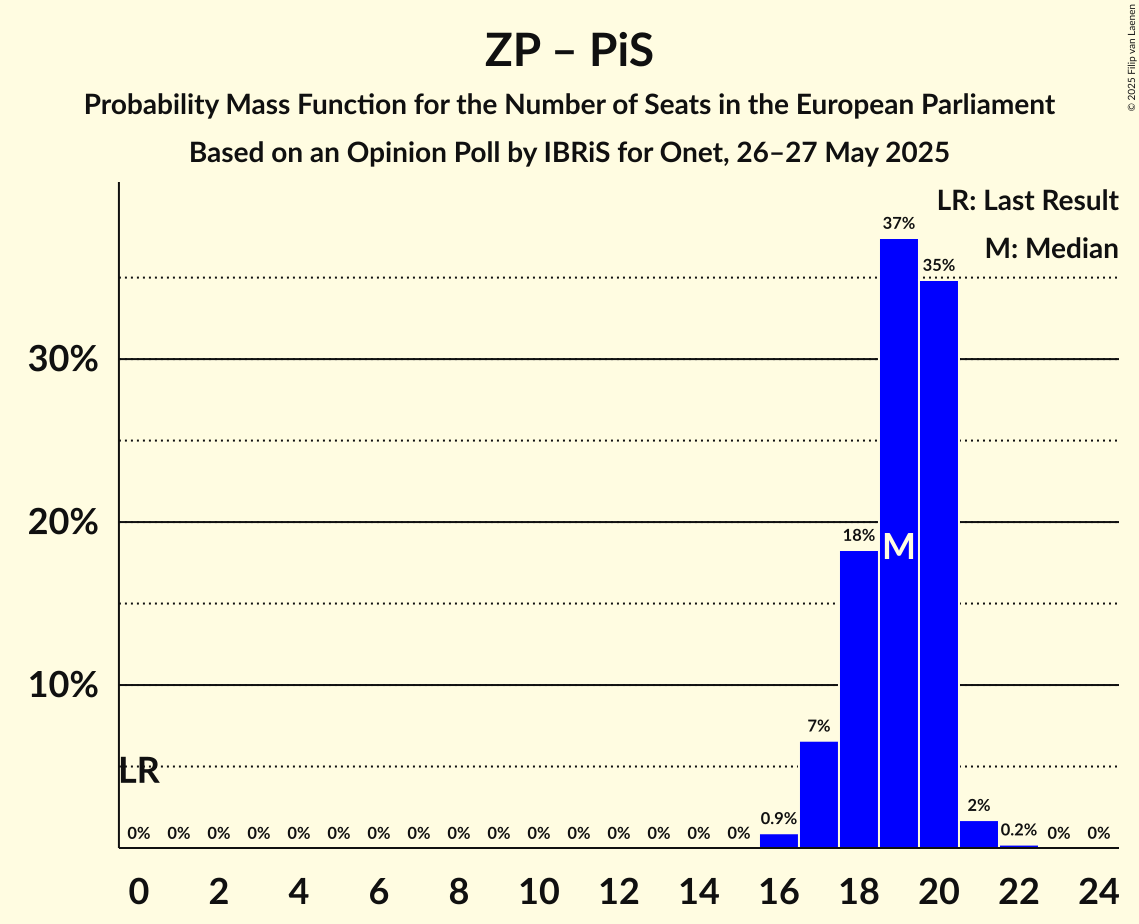 ZP – PiS
Probability Mass Function for the Number of Seats in the European Parliament
Based on an Opinion Poll by IBRiS for Onet, 26–27 May 2025
© 2025 Filip van Laenen
LR: Last Result
M: Median
37%
35%
30%
20%
18%
M
10%
7%
LR
2%
0.9%
0.2%
0% 0% 0% 0% 0% 0% 0% 0% 0% 0% 0% 0% 0% 0% 0% 0% 0% 0%
0 2 4 6 8 10 12 14 16 18 20 22 24